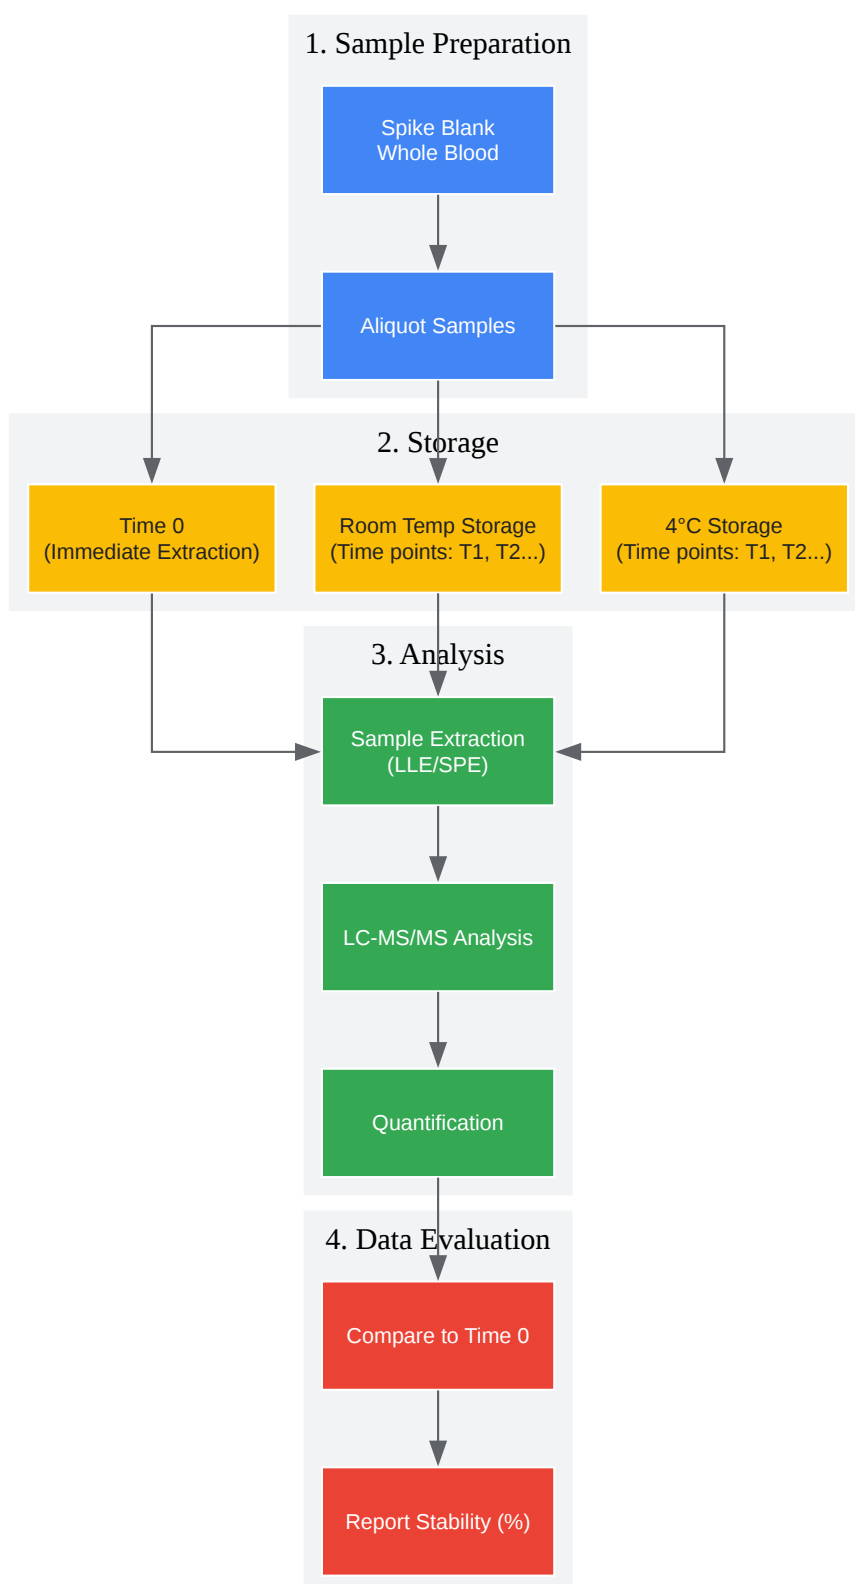 1. Sample Preparation
Spike Blank
Whole Blood
Aliquot Samples
2. Storage
Time 0
(Immediate Extraction)
Room Temp Storage
(Time points: T1, T2...)
4°C Storage
(Time points: T1, T2...)
3. Analysis
Sample Extraction
(LLE/SPE)
LC-MS/MS Analysis
Quantification
4. Data Evaluation
Compare to Time 0
Report Stability (%)